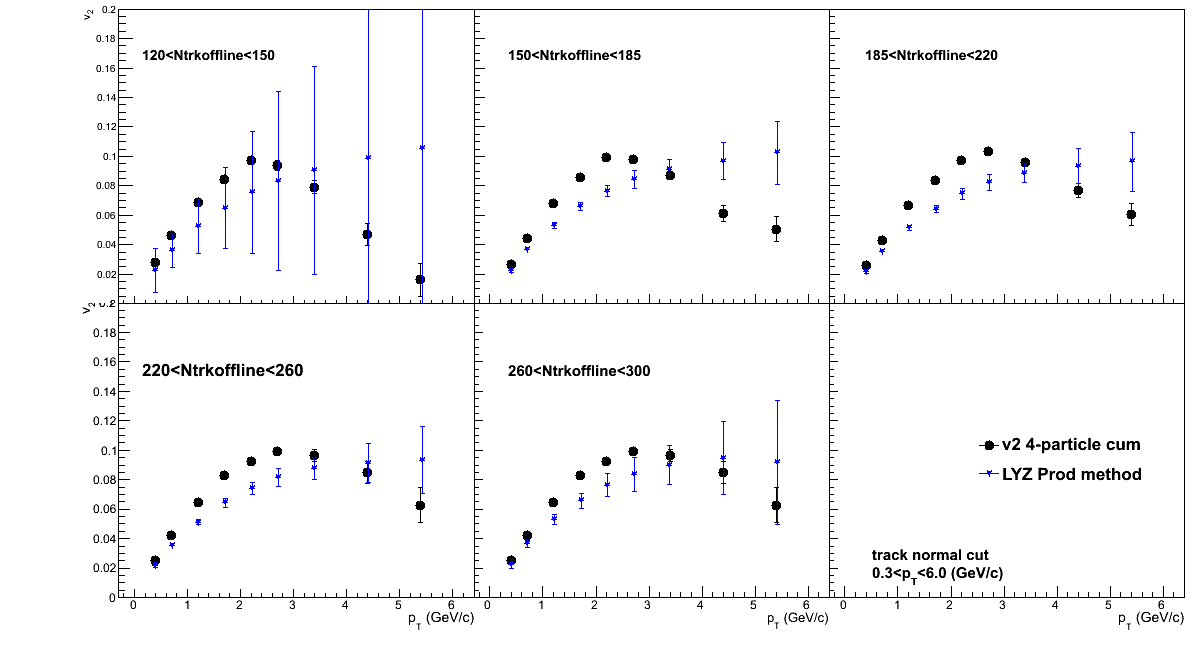 v2
0.2
0.18
0.16
0.14
0.12
0.1
0.08
0.06
0.04
0.02
120<Ntrkoffline<150
150<Ntrkoffline<185
185<Ntrkoffline<220
v2
0.2
0.18
0.16
0.14
0.12
0.1
0.08
0.06
0.04
0.02
0
220<Ntrkoffline<260
260<Ntrkoffline<300
v2 4-particle cum
LYZ Prod method
track normal cut
0.3<pT<6.0 (GeV/c)
0 1 2 3 4 5 6
pT (GeV/c)
0 1 2 3 4 5 6
pT (GeV/c)
0 1 2 3 4 5 6
pT (GeV/c)